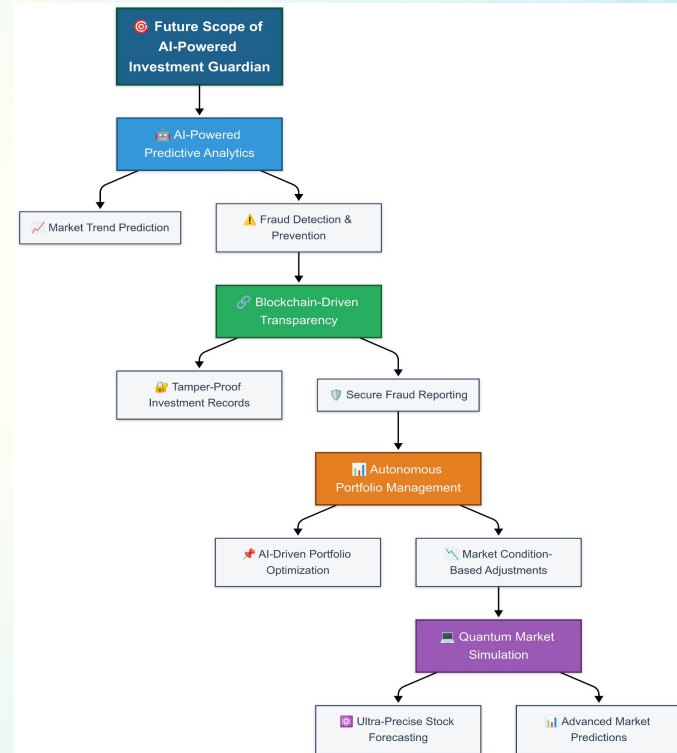 🎯 Future Scope of
AI-Powered
Investment Guardian
🤖 AI-Powered
Predictive Analytics
📈 Market Trend Prediction
⚠️ Fraud Detection &
Prevention
🔗 Blockchain-Driven
Transparency
🔐 Tamper-Proof
Investment Records
🛡️ Secure Fraud Reporting
📊 Autonomous
Portfolio Management
📌 AI-Driven Portfolio
Optimization
📉 Market Condition-
Based Adjustments
💻 Quantum Market
Simulation
⚛️ Ultra-Precise Stock
Forecasting
📊 Advanced Market
Predictions